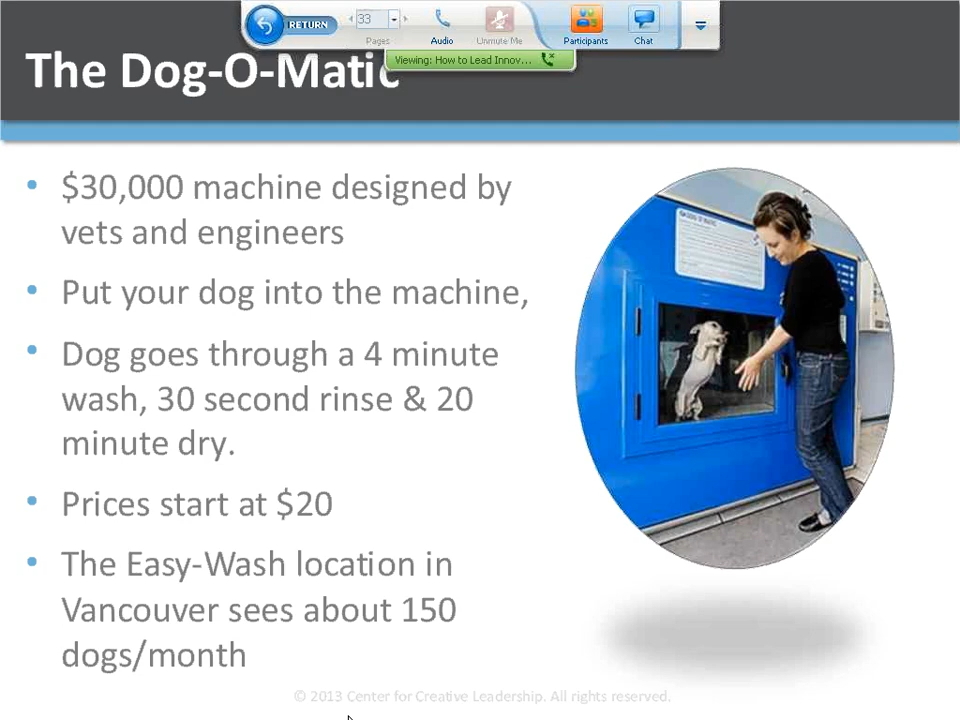 RETURN
33
Pages
Audio
Unmute Me
Participants
Chat
Viewing: How to Lead Innov...
The Dog-O-Matic
• $30,000 machine designed by
vets and engineers
• Put your dog into the machine,
• Dog goes through a 4 minute
wash, 30 second rinse & 20
minute dry.
• Prices start at $20
• The Easy-Wash location in
Vancouver sees about 150
dogs/month
© 2013 Center for Creative Leadership. All rights reserved.